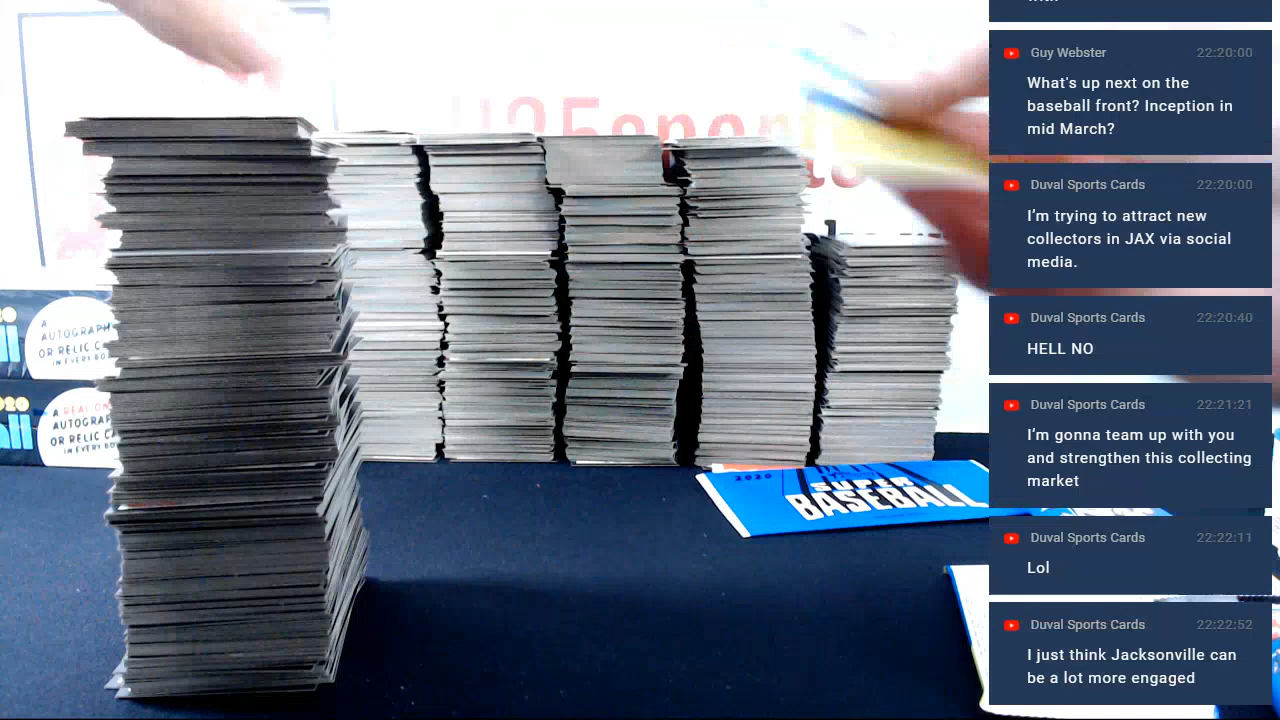 Guy Webster 22:20:00
What's up next on the
baseball front? Inception in
mid March?
Duval Sports Cards 22:20:00
I'm trying to attract new
collectors in JAX via social
media.
Duval Sports Cards 22:20:40
HELL NO
Duval Sports Cards 22:21:21
I'm gonna team up with you
and strengthen this collecting
market
Duval Sports Cards 22:22:11
Lol
Duval Sports Cards 22:22:52
I just think Jacksonville can
be a lot more engaged
A
AUTOGRAPH
OR RELIC
IN EVERY
A REAL
AUTOGRAP
OR RELIC
IN EVERY
2020
SUPER
BASEBALL